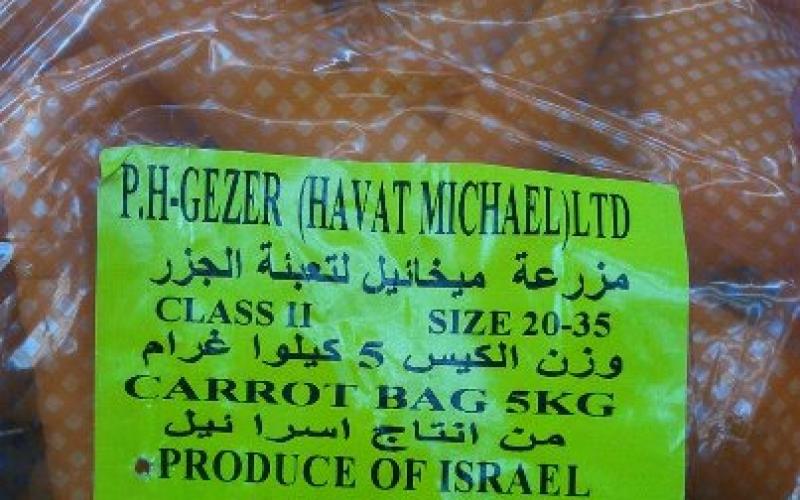 P.H-GEZER (HAVAT MICHAEL)LTD
مزرعة ميخائيل لتعبئة الجزر
CLASS II SIZE 20-35
وزن الكيس 5 كيلوا غرام
CARROT BAG 5KG
من انتاج اسرا ئيل
PRODUCE OF ISRAEL